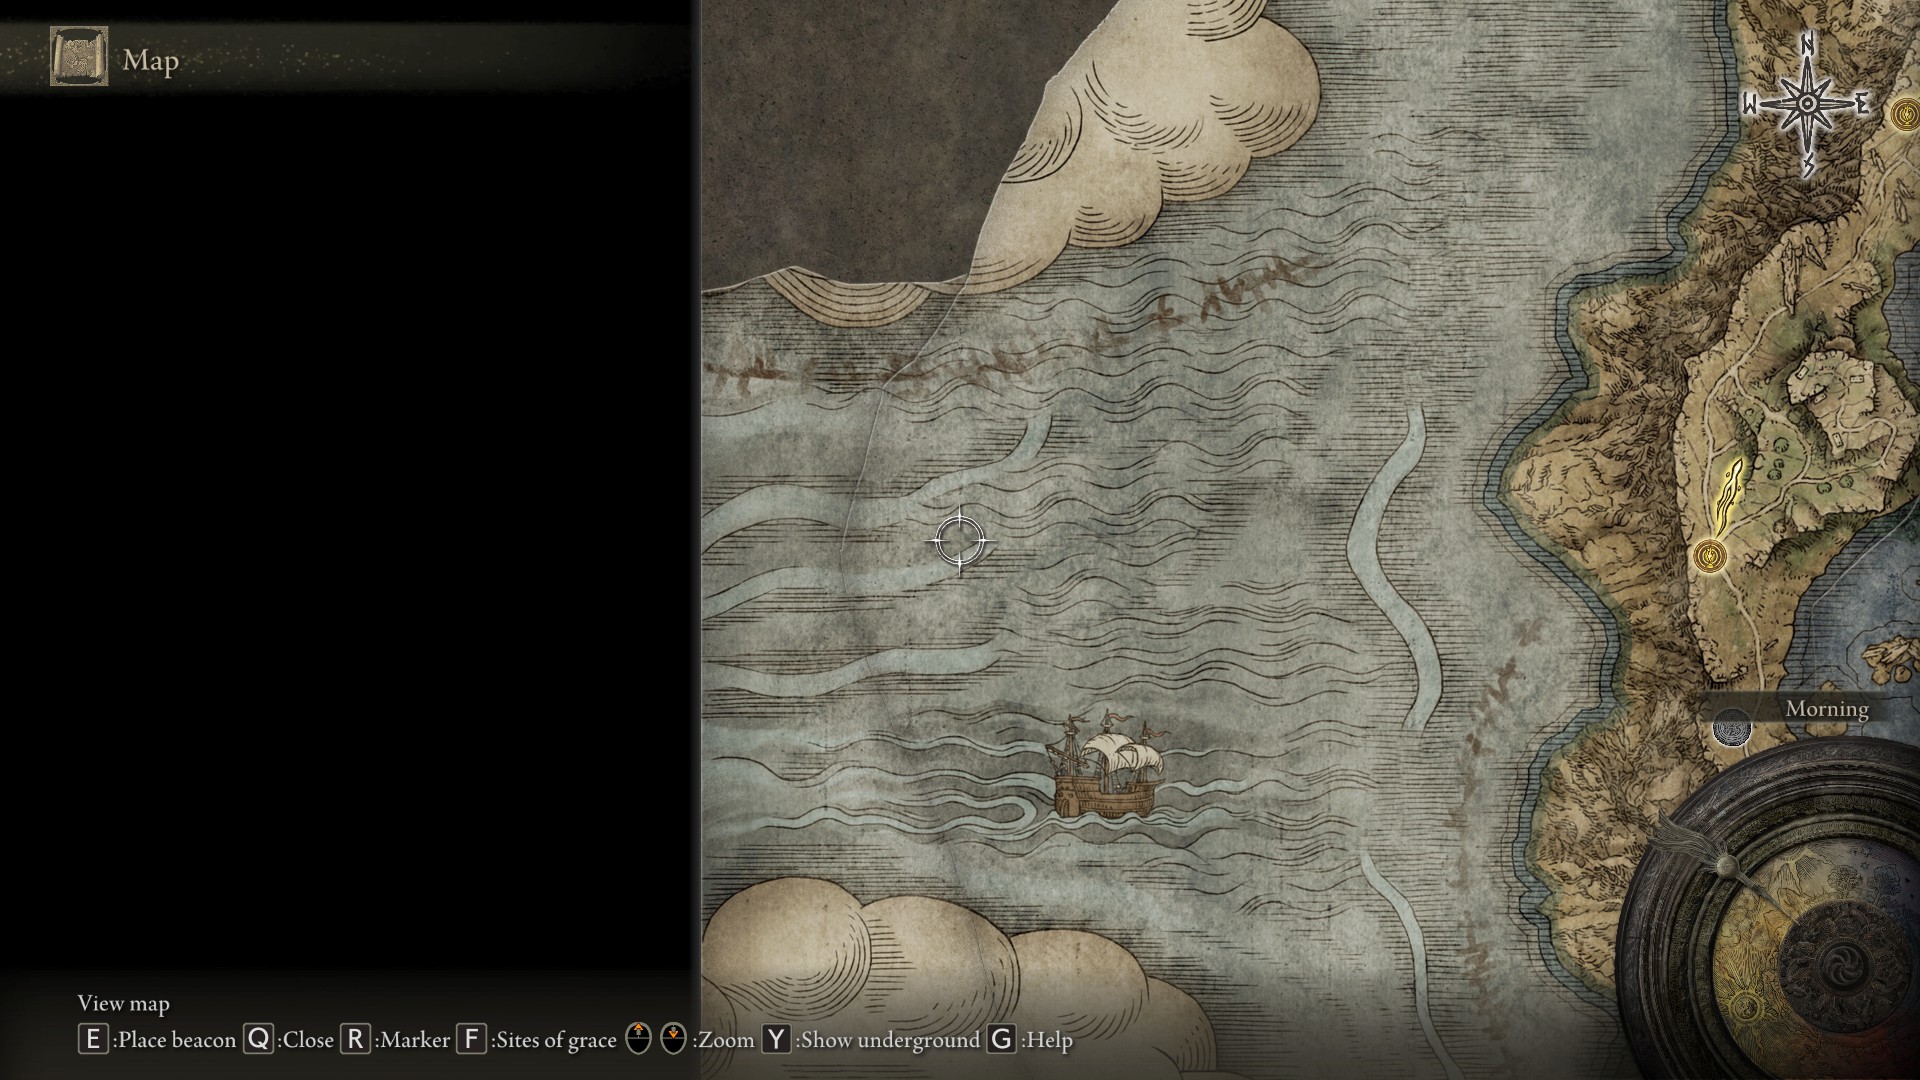 Map
N
W E
S
Morning
View map
E :Place beacon Q :Close R :Marker F :Sites of grace :Zoom Y :Show underground G :Help